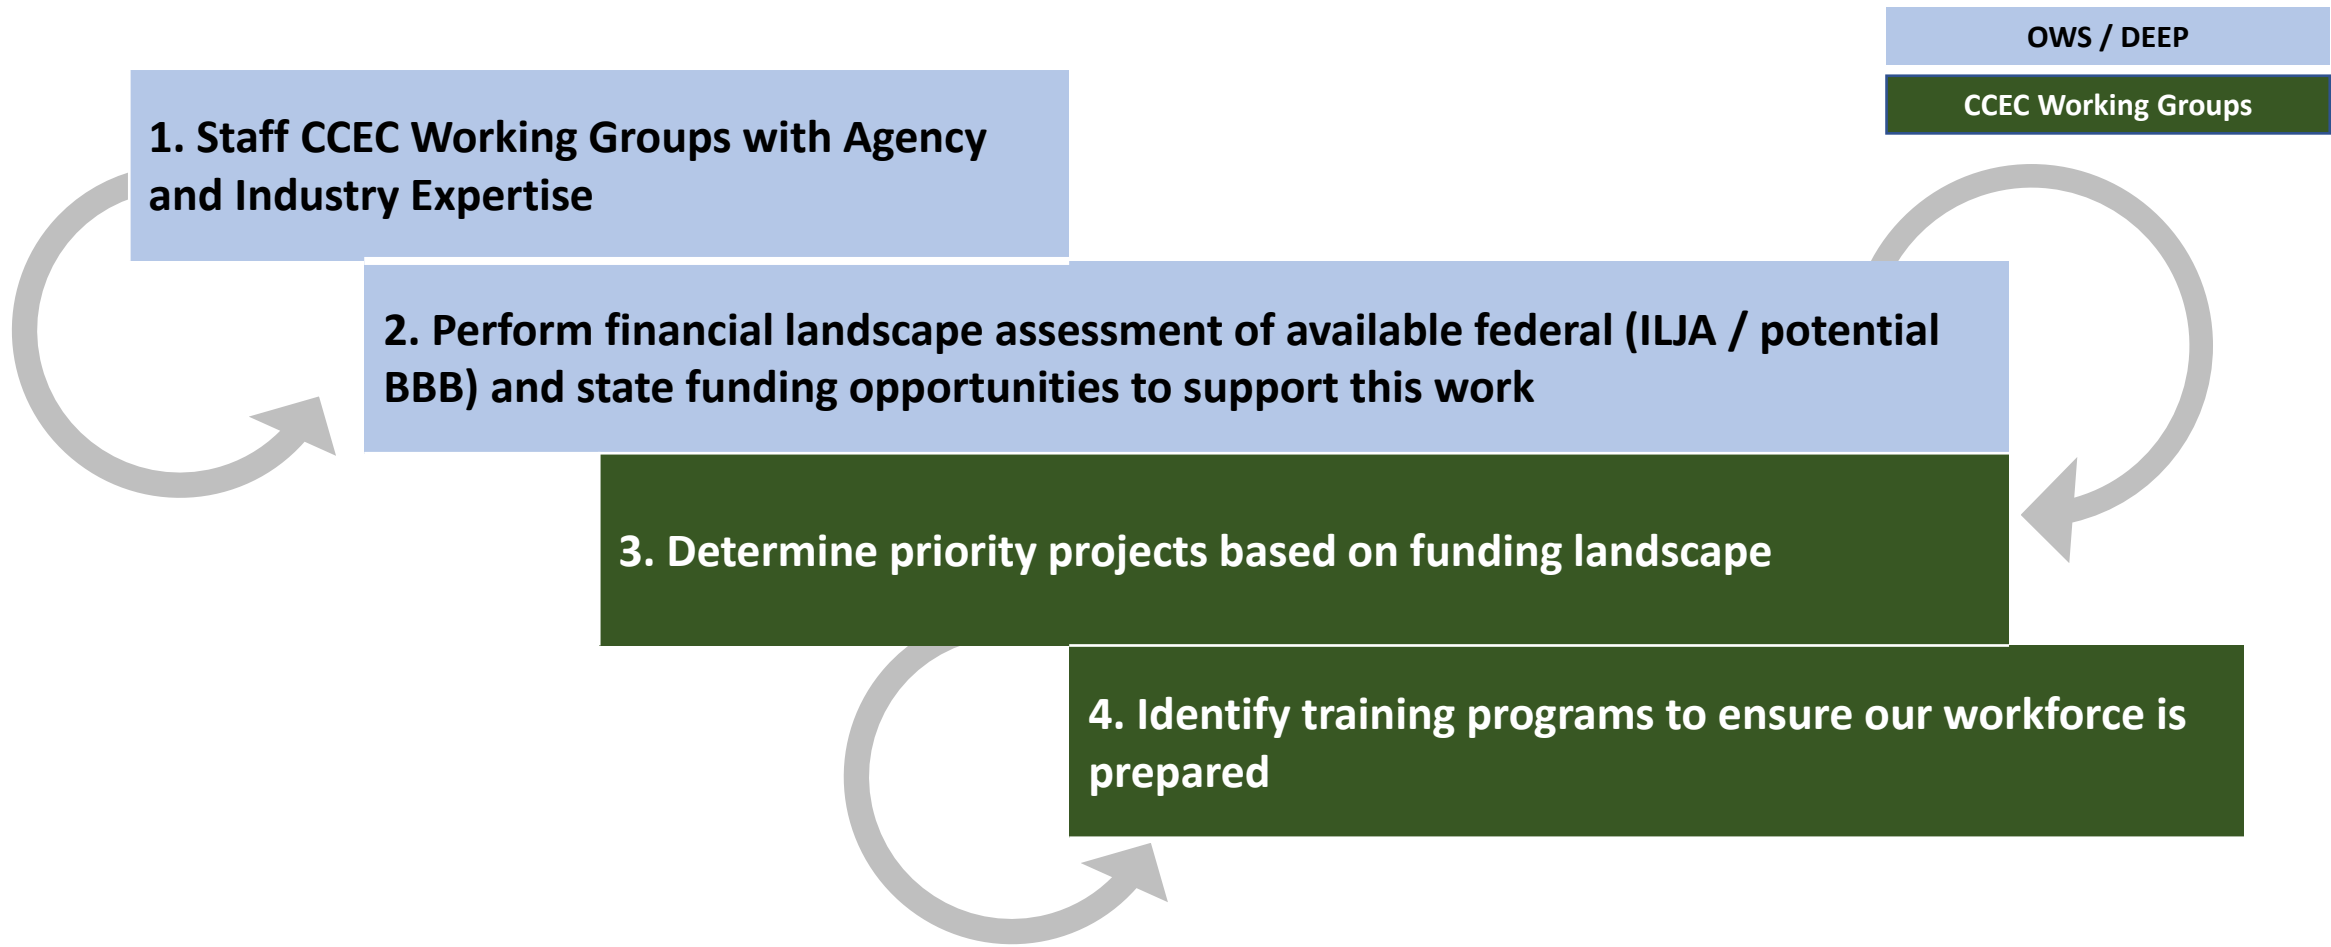 OWS / DEEP
CCEC Working Groups
1. Staff CCEC Working Groups with Agency
and Industry Expertise
2. Perform financial landscape assessment of available federal (ILJA / potential
BBB) and state funding opportunities to support this work
3. Determine priority projects based on funding landscape
4. Identify training programs to ensure our workforce is
prepared